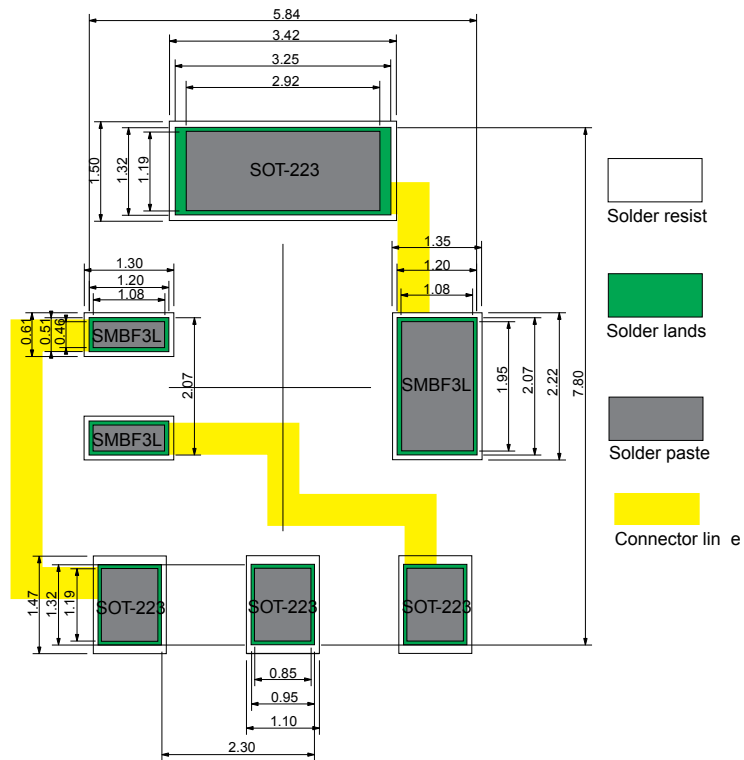 5.84
3.42
3.25
2.92
1.50
1.32
1.19
SOT-223
Solder resist
1.30
1.20
1.08
1.35
1.20
1.08
Solder lands
0.61
0.51
0.46
SMBF3L
2.07
SMBF3L
1.95
2.07
2.22
7.80
SMBF3L
Solder paste
Connector lin e
1.47
1.32
1.19
SOT-223
SOT-223
SOT-223
0.85
0.95
1.10
2.30